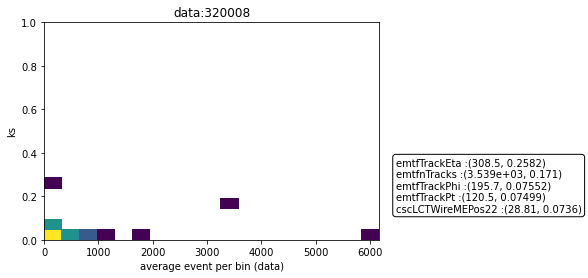 data:320008
1.0
0.8
0.6
0.4
0.2
0.0
ks
0
1000
2000
3000
4000
5000
6000
average event per bin (data)
emtfTrackEta :(308.5, 0.2582)
emtfnTracks :(3.539e+03, 0.171)
emtfTrackPhi :(195.7, 0.07552)
emtfTrackPt :(120.5, 0.07499)
cscLCTWireMEPos22 :(28.81, 0.0736)